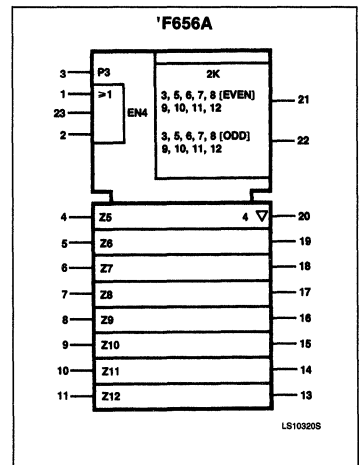 'F656A
3 P3 2K
1 >1 3, 5, 6, 7, 8 [EVEN] 21
23 EN4 9, 10, 11, 12
2 3, 5, 6, 7, 8 [ODD] 22
9, 10, 11, 12
4 Z5 4 ▽ 20
5 Z6 19
6 Z7 18
7 Z8 17
8 Z9 16
9 Z10 15
10 Z11 14
11 Z12 13
LS10320S